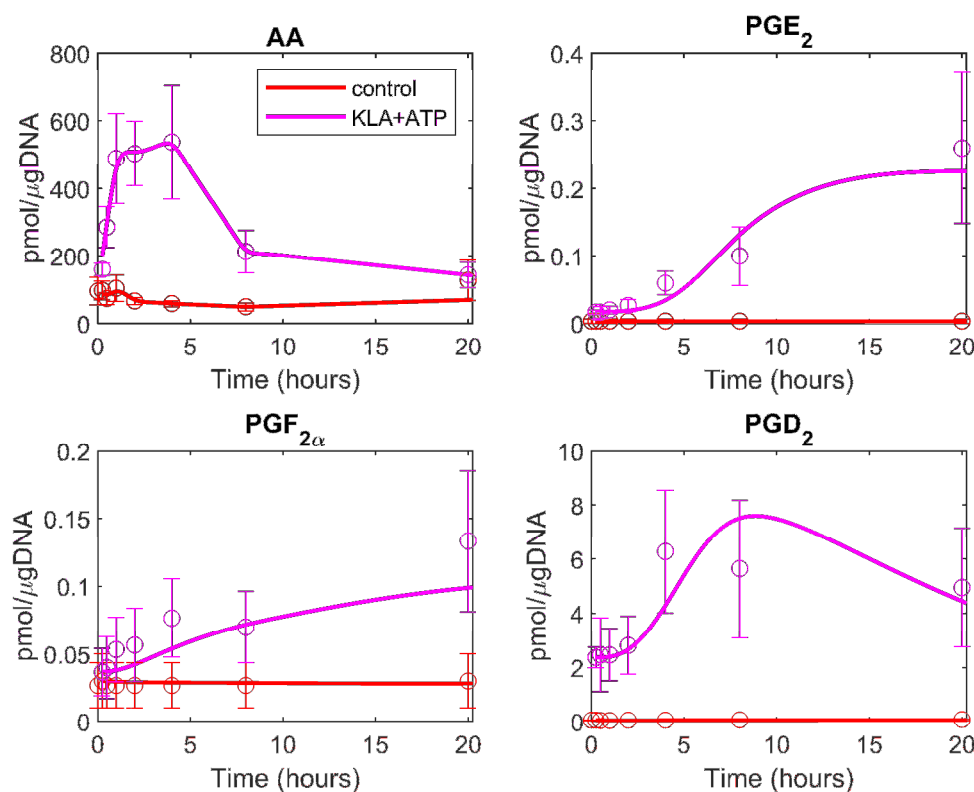 AA
pmol/μgDNA
800
600
400
200
0
control
KLA+ATP
0 5 10 15 20
Time (hours)
PGE2
pmol/μgDNA
0.4
0.3
0.2
0.1
0
0 5 10 15 20
Time (hours)
PGF2α
pmol/μgDNA
0.2
0.15
0.1
0.05
0
0 5 10 15 20
Time (hours)
PGD2
pmol/μgDNA
10
8
6
4
2
0
0 5 10 15 20
Time (hours)